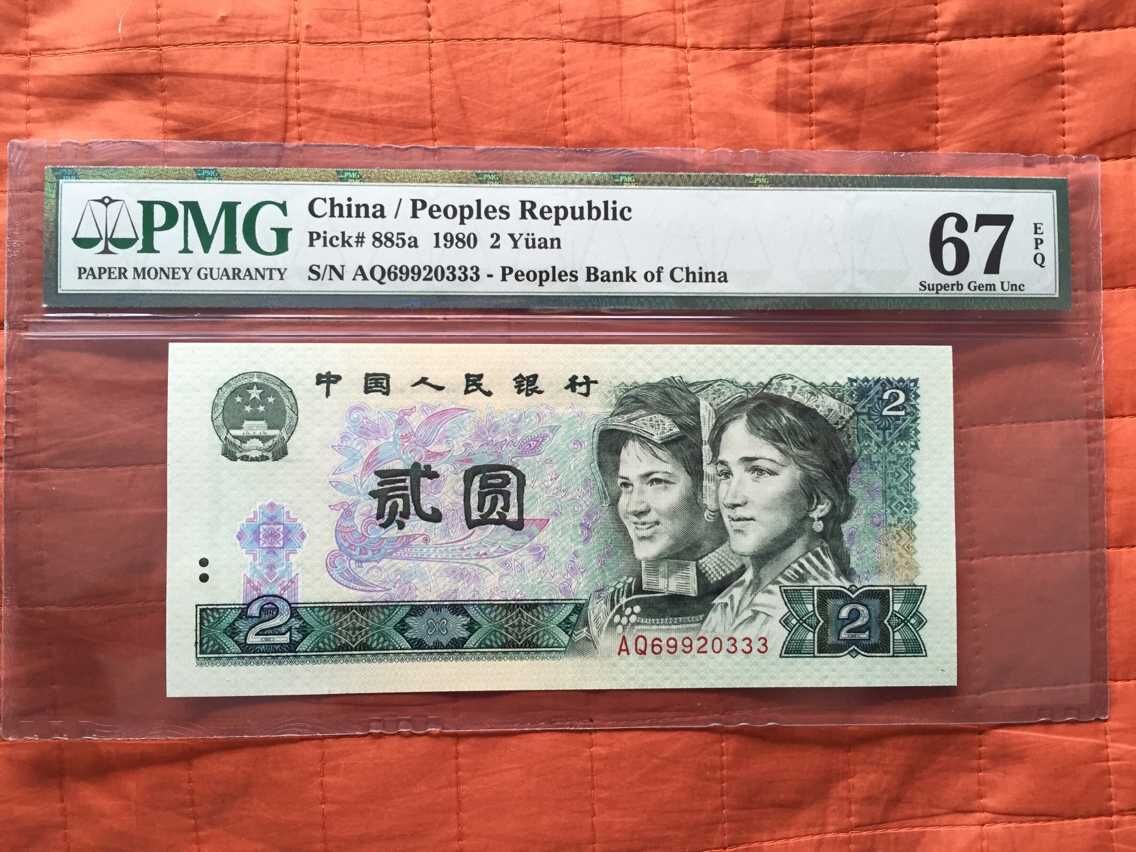 PMG
PAPER MONEY GUARANTY
China / Peoples Republic
Pick# 885a 1980 2 Yüan
S/N AQ69920333 - Peoples Bank of China
67
EPQ
Superb Gem Unc
中国人民银行
2
贰圆
2
2
AQ69920333